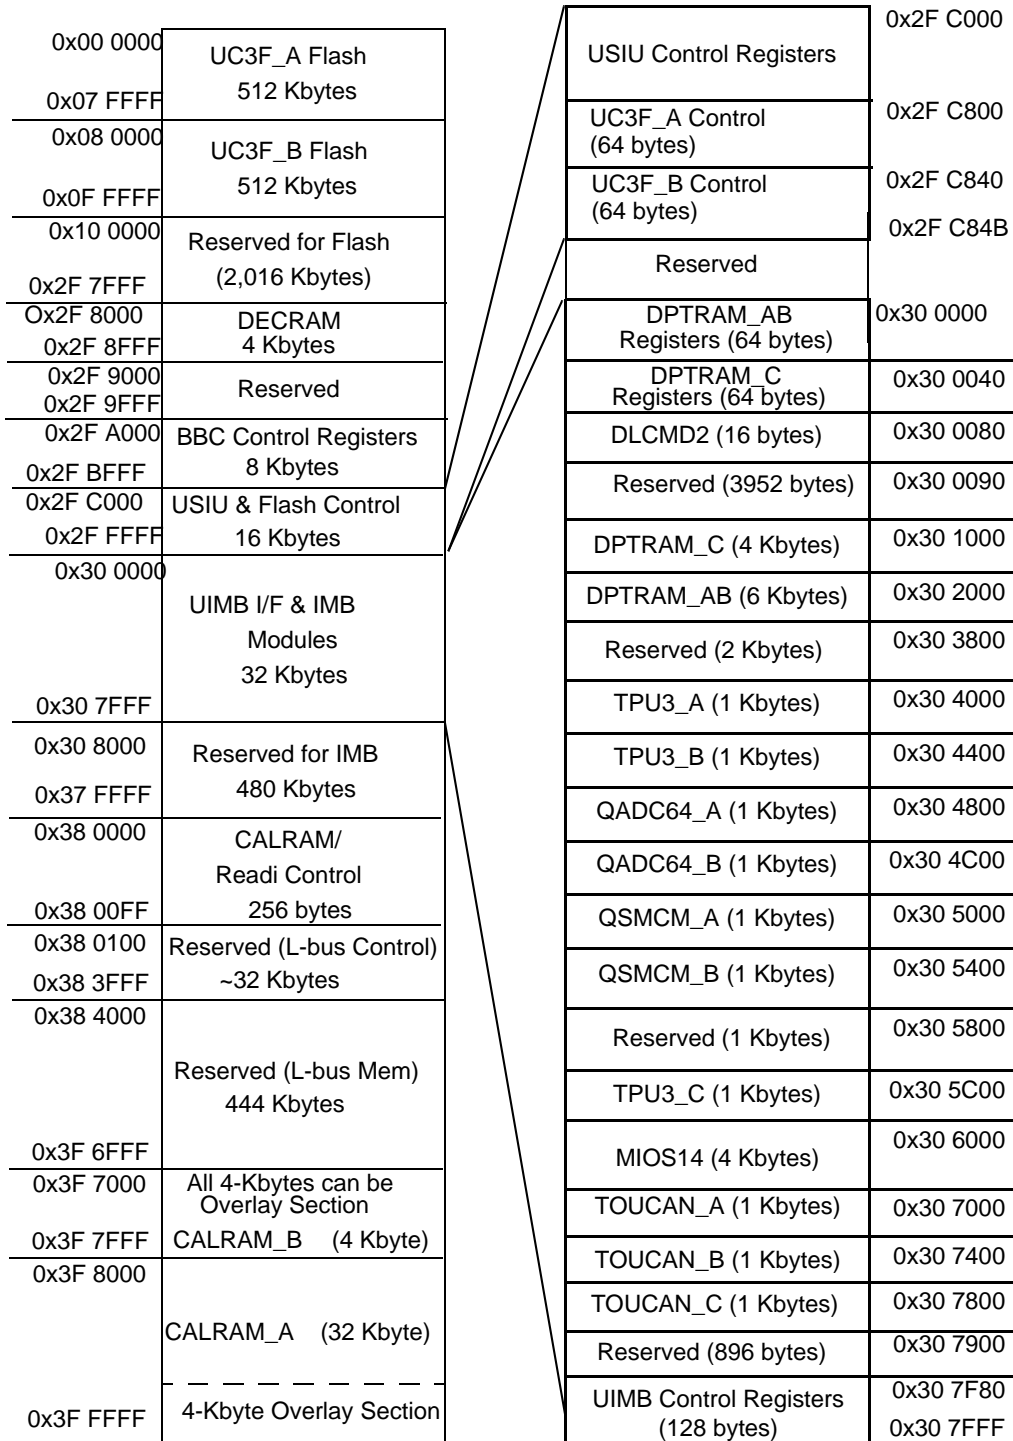 0x00 0000
UC3F_A Flash
512 Kbytes
0x07 FFFF
0x08 0000
UC3F_B Flash
512 Kbytes
0x0F FFFF
0x10 0000
Reserved for Flash
(2,016 Kbytes)
0x2F 7FFF
Ox2F 8000
DECRAM
4 Kbytes
0x2F 8FFF
0x2F 9000
Reserved
0x2F 9FFF
0x2F A000
BBC Control Registers
8 Kbytes
0x2F BFFF
0x2F C000
USIU & Flash Control
16 Kbytes
0x2F FFFF
0x30 0000
UIMB I/F & IMB
Modules
32 Kbytes
0x30 7FFF
0x30 8000
Reserved for IMB
480 Kbytes
0x37 FFFF
0x38 0000
CALRAM/
Readi Control
256 bytes
0x38 00FF
0x38 0100
Reserved (L-bus Control)
~32 Kbytes
0x38 3FFF
0x38 4000
Reserved (L-bus Mem)
444 Kbytes
0x3F 6FFF
0x3F 7000
All 4-Kbytes can be
Overlay Section
0x3F 7FFF
CALRAM_B (4 Kbyte)
0x3F 8000
CALRAM_A (32 Kbyte)
4-Kbyte Overlay Section
0x3F FFFF
0x2F C000
USIU Control Registers
UC3F_A Control
(64 bytes)
0x2F C800
UC3F_B Control
(64 bytes)
0x2F C840
0x2F C84B
Reserved
DPTRAM_AB
Registers (64 bytes)
0x30 0000
DPTRAM_C
Registers (64 bytes)
0x30 0040
DLCMD2 (16 bytes)
0x30 0080
Reserved (3952 bytes)
0x30 0090
DPTRAM_C (4 Kbytes)
0x30 1000
DPTRAM_AB (6 Kbytes)
0x30 2000
Reserved (2 Kbytes)
0x30 3800
TPU3_A (1 Kbytes)
0x30 4000
TPU3_B (1 Kbytes)
0x30 4400
QADC64_A (1 Kbytes)
0x30 4800
QADC64_B (1 Kbytes)
0x30 4C00
QSMCM_A (1 Kbytes)
0x30 5000
QSMCM_B (1 Kbytes)
0x30 5400
Reserved (1 Kbytes)
0x30 5800
TPU3_C (1 Kbytes)
0x30 5C00
MIOS14 (4 Kbytes)
0x30 6000
TOUCAN_A (1 Kbytes)
0x30 7000
TOUCAN_B (1 Kbytes)
0x30 7400
TOUCAN_C (1 Kbytes)
0x30 7800
Reserved (896 bytes)
0x30 7900
UIMB Control Registers
(128 bytes)
0x30 7F80
0x30 7FFF